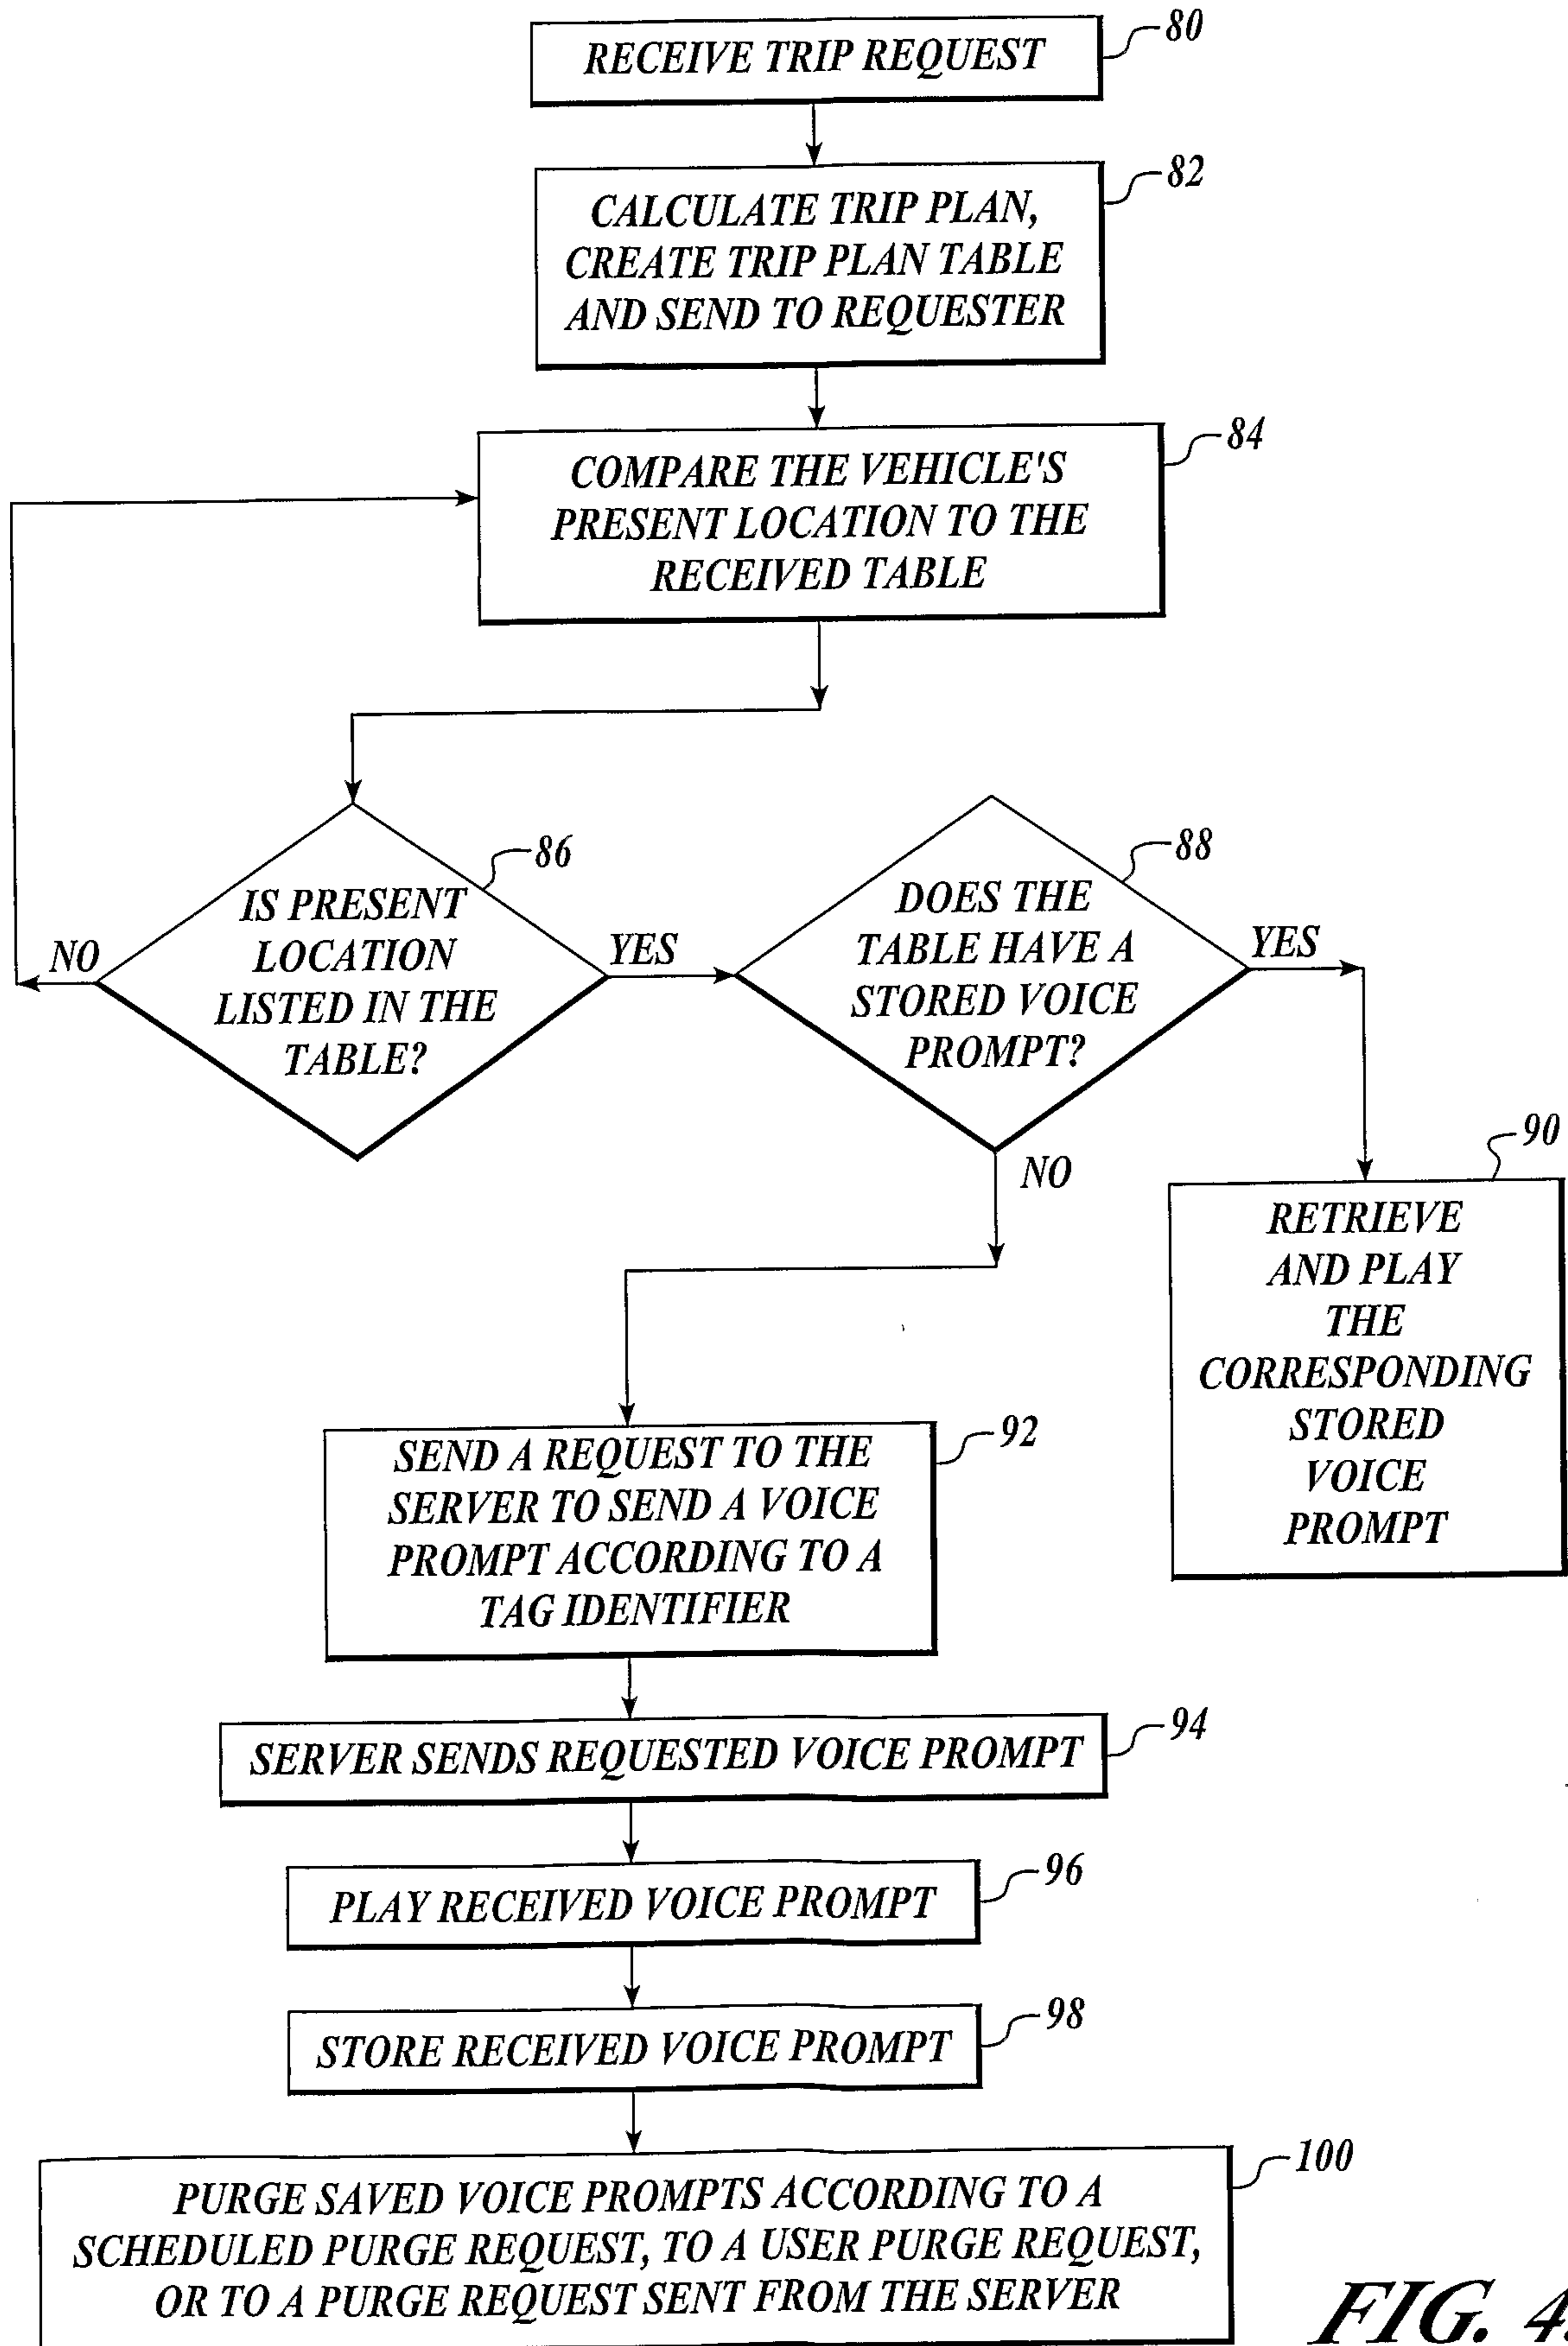 RECEIVE TRIP REQUEST
80
CALCULATE TRIP PLAN,
CREATE TRIP PLAN TABLE
AND SEND TO REQUESTER
82
COMPARE THE VEHICLE'S
PRESENT LOCATION TO THE
RECEIVED TABLE
84
IS PRESENT
LOCATION
LISTED IN THE
TABLE?
86
NO
YES
DOES THE
TABLE HAVE A
STORED VOICE
PROMPT?
88
YES
NO
RETRIEVE
AND PLAY
THE
CORRESPONDING
STORED
VOICE
PROMPT
90
SEND A REQUEST TO THE
SERVER TO SEND A VOICE
PROMPT ACCORDING TO A
TAG IDENTIFIER
92
SERVER SENDS REQUESTED VOICE PROMPT
94
PLAY RECEIVED VOICE PROMPT
96
STORE RECEIVED VOICE PROMPT
98
PURGE SAVED VOICE PROMPTS ACCORDING TO A
SCHEDULED PURGE REQUEST, TO A USER PURGE REQUEST,
OR TO A PURGE REQUEST SENT FROM THE SERVER
100
FIG. 4.